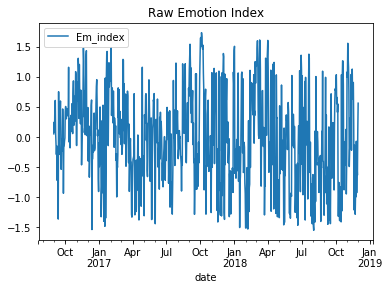 Raw Emotion Index
Em_index
1.5
1.0
0.5
0.0
-0.5
-1.0
-1.5
Oct Jan Apr Jul Oct Jan Apr Jul Oct Jan
2017 2018 2019
date